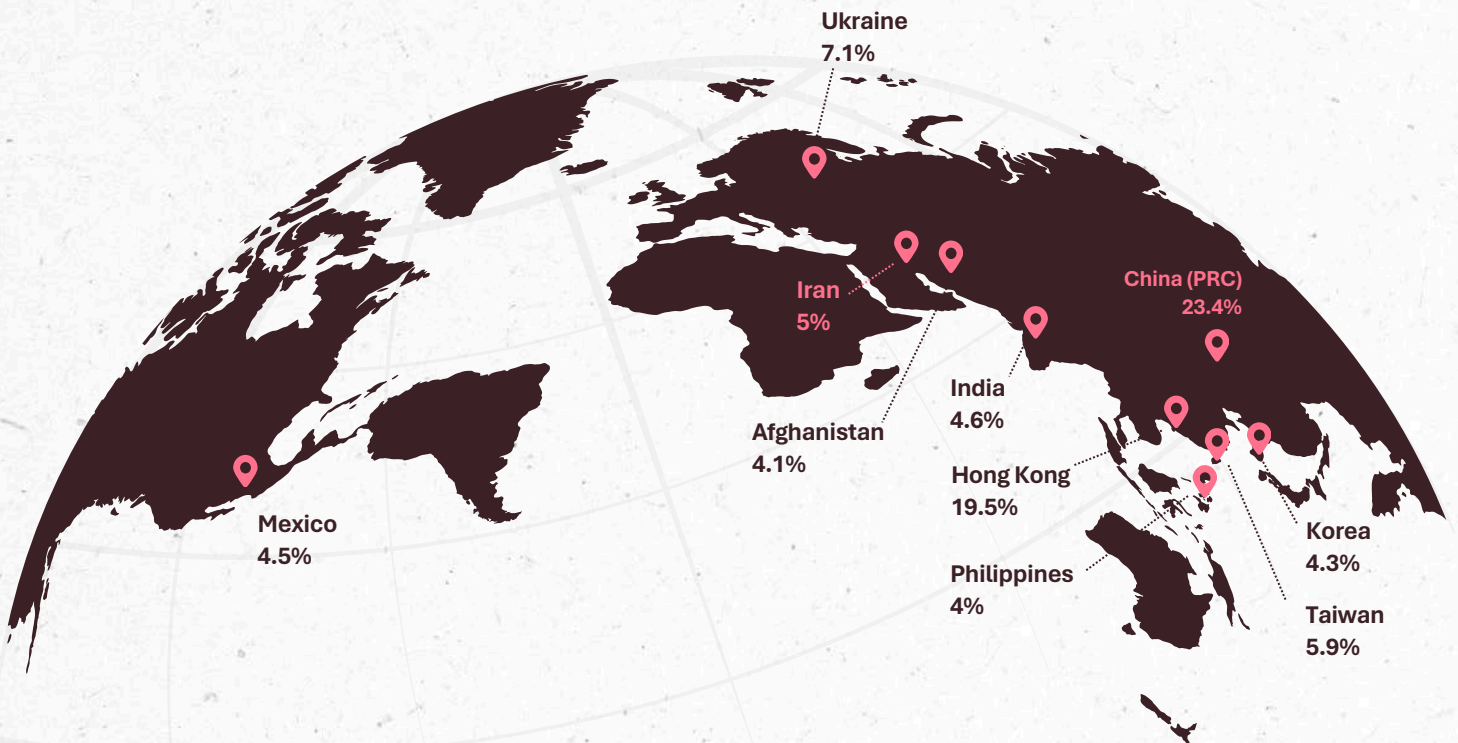 Ukraine
7.1%
Iran
5%
China (PRC)
23.4%
India
4.6%
Afghanistan
4.1%
Hong Kong
19.5%
Mexico
4.5%
Korea
4.3%
Philippines
4%
Taiwan
5.9%